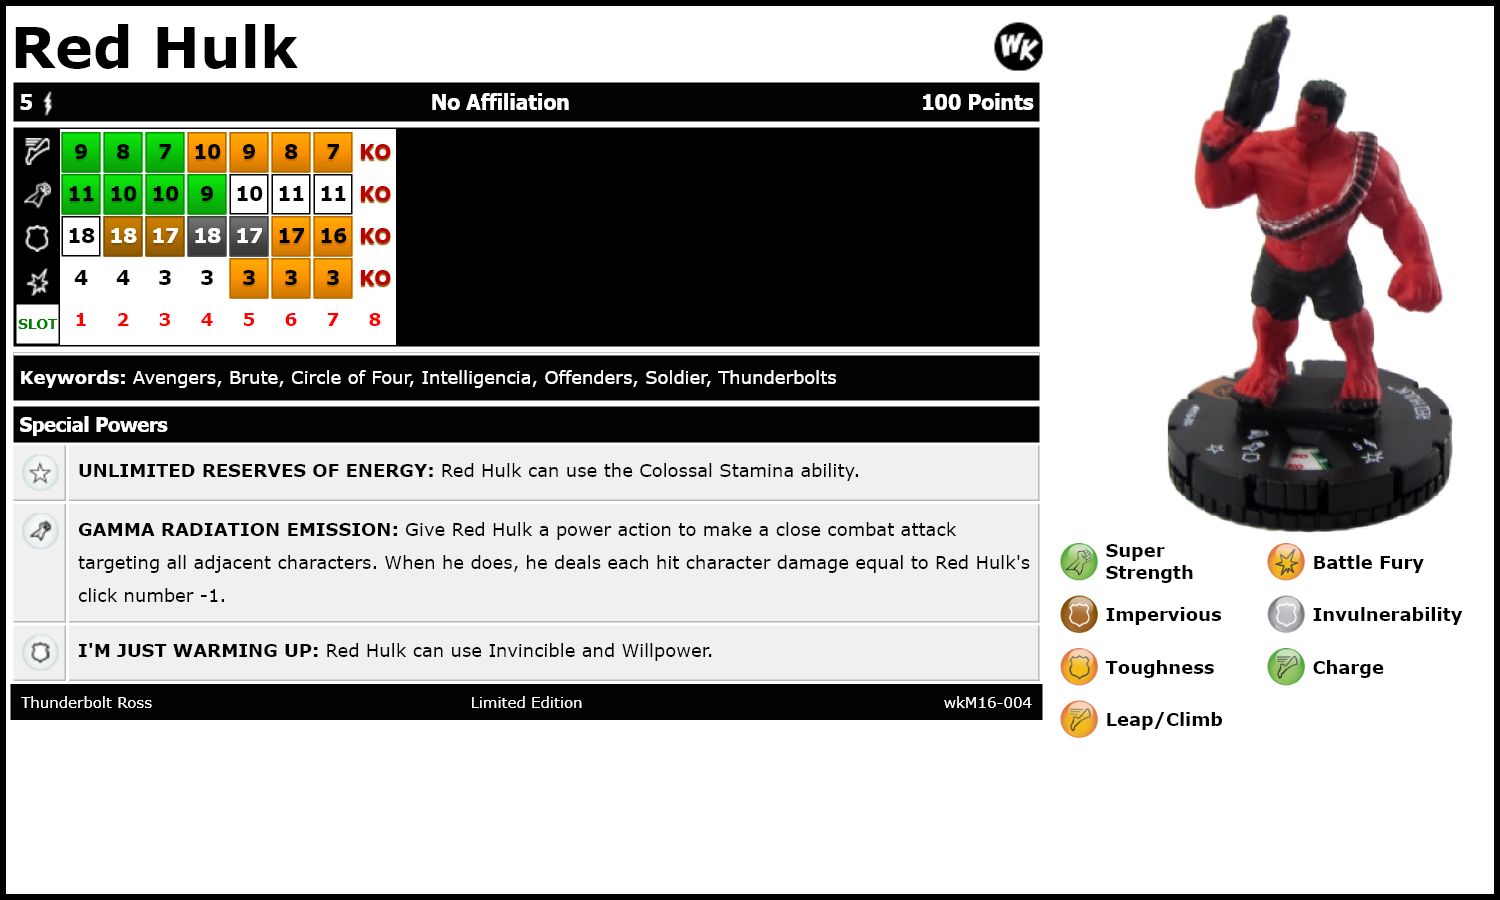 Red Hulk
WK
5 No Affiliation 100 Points
9 8 7 10 9 8 7 KO
11 10 10 9 10 11 11 KO
18 18 17 18 17 17 16 KO
4 4 3 3 3 3 3 KO
SLOT 1 2 3 4 5 6 7 8
Keywords: Avengers, Brute, Circle of Four, Intelligencia, Offenders, Soldier, Thunderbolts
Special Powers
UNLIMITED RESERVES OF ENERGY: Red Hulk can use the Colossal Stamina ability.
GAMMA RADIATION EMISSION: Give Red Hulk a power action to make a close combat attack
targeting all adjacent characters. When he does, he deals each hit character damage equal to Red Hulk's
click number -1.
I'M JUST WARMING UP: Red Hulk can use Invincible and Willpower.
Thunderbolt Ross Limited Edition wkM16-004
RED HULK
KO
Super
Strength
Battle Fury
Impervious
Invulnerability
Toughness
Charge
Leap/Climb